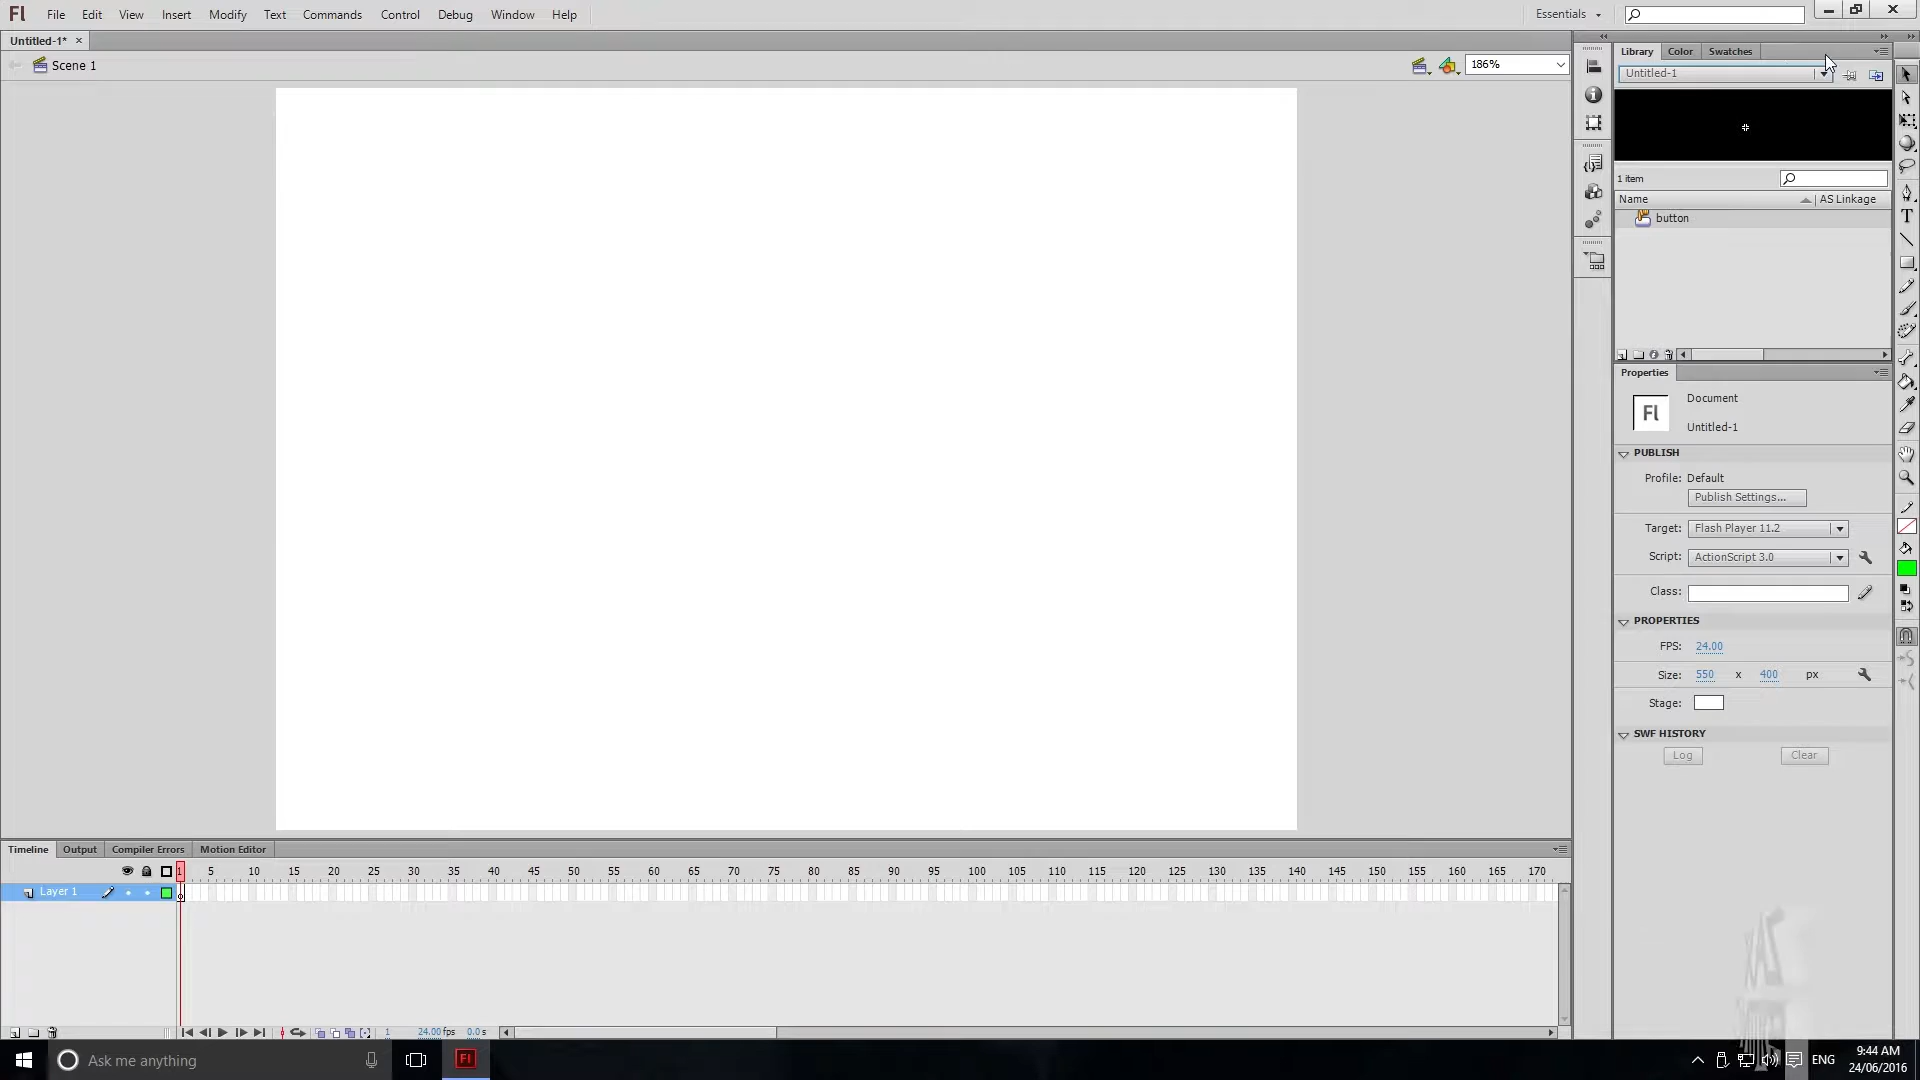 Fl File Edit View Insert Modify Text Commands Control Debug Window Help Essentials
Untitled-1* ×
Scene 1 186%
Library Color Swatches
Untitled-1
1 item
Name AS Linkage
button
Properties
Fl Document
Untitled-1
PUBLISH
Profile: Default
Publish Settings...
Target: Flash Player 11.2
Script: ActionScript 3.0
Class:
PROPERTIES
FPS: 24.00
Size: 550 x 400 px
Stage:
SWF HISTORY
Log Clear
Timeline Output Compiler Errors Motion Editor
1 5 10 15 20 25 30 35 40 45 50 55 60 65 70 75 80 85 90 95 100 105 110 115 120 125 130 135 140 145 150 155 160 165 170
Layer 1
1 24.00 fps 0.0 s
Ask me anything
Fl
ENG
9:44 AM
24/06/2016